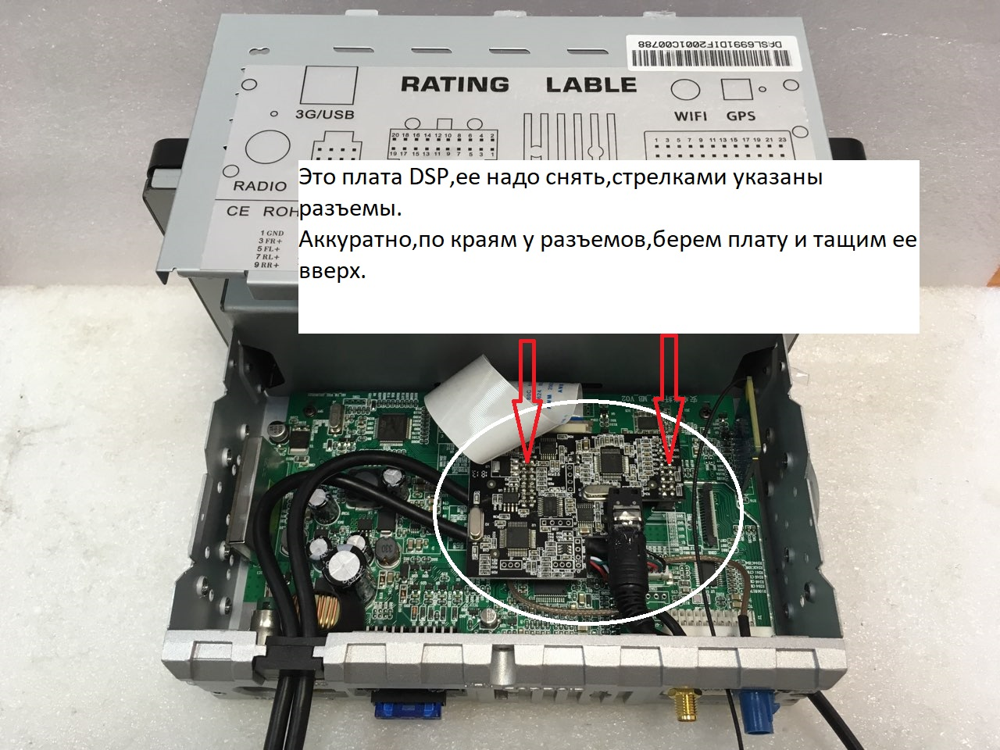 DASL6991DIF2001C00788
RATING LABLE
3G/USB
WIFI GPS
20 18 16 14 12 10 8 6 4 2
19 17 15 13 11 9 7 5 3 1
1 3 5 7 9 11 13 15 17 19 21 23
RADIO
CE ROH
1 GND
3 FR+
5 FL+
7 RL+
9 RR+
Это плата DSP,ее надо снять,стрелками указаны
разъемы.
Аккуратно,по краям у разъемов,берем плату и тащим ее
вверх.
MB_V02
330